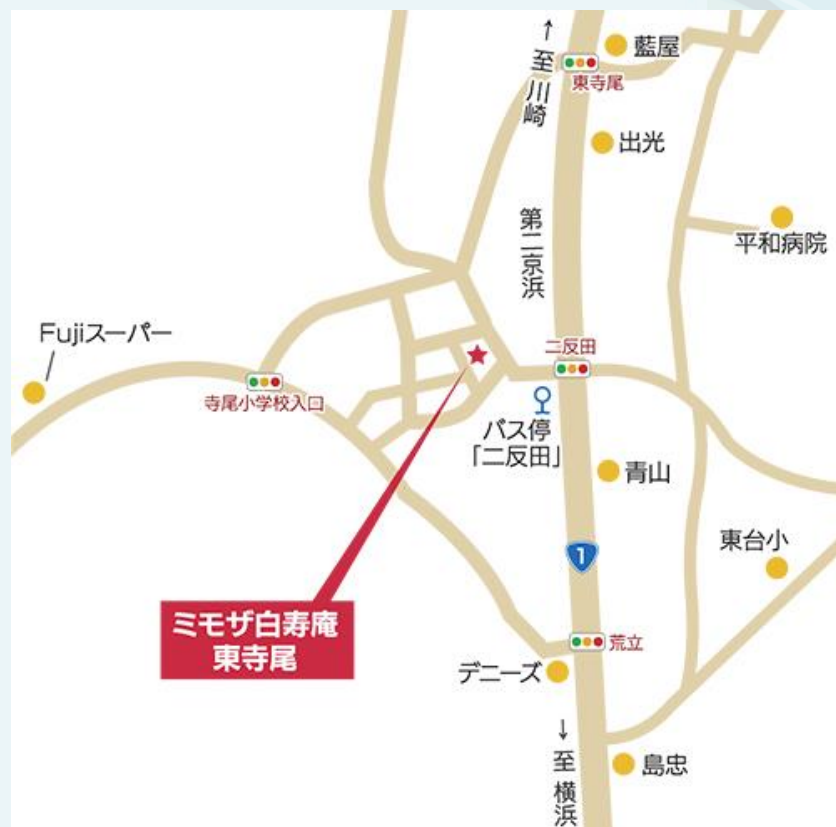 藍屋
↑至川崎
東寺尾
出光
第二京浜
平和病院
Fujiスーパー
二反田
寺尾小学校入口
バス停
「二反田」
青山
1
東台小
ミモザ白寿庵
東寺尾
荒立
デニーズ
↓至横浜
島忠